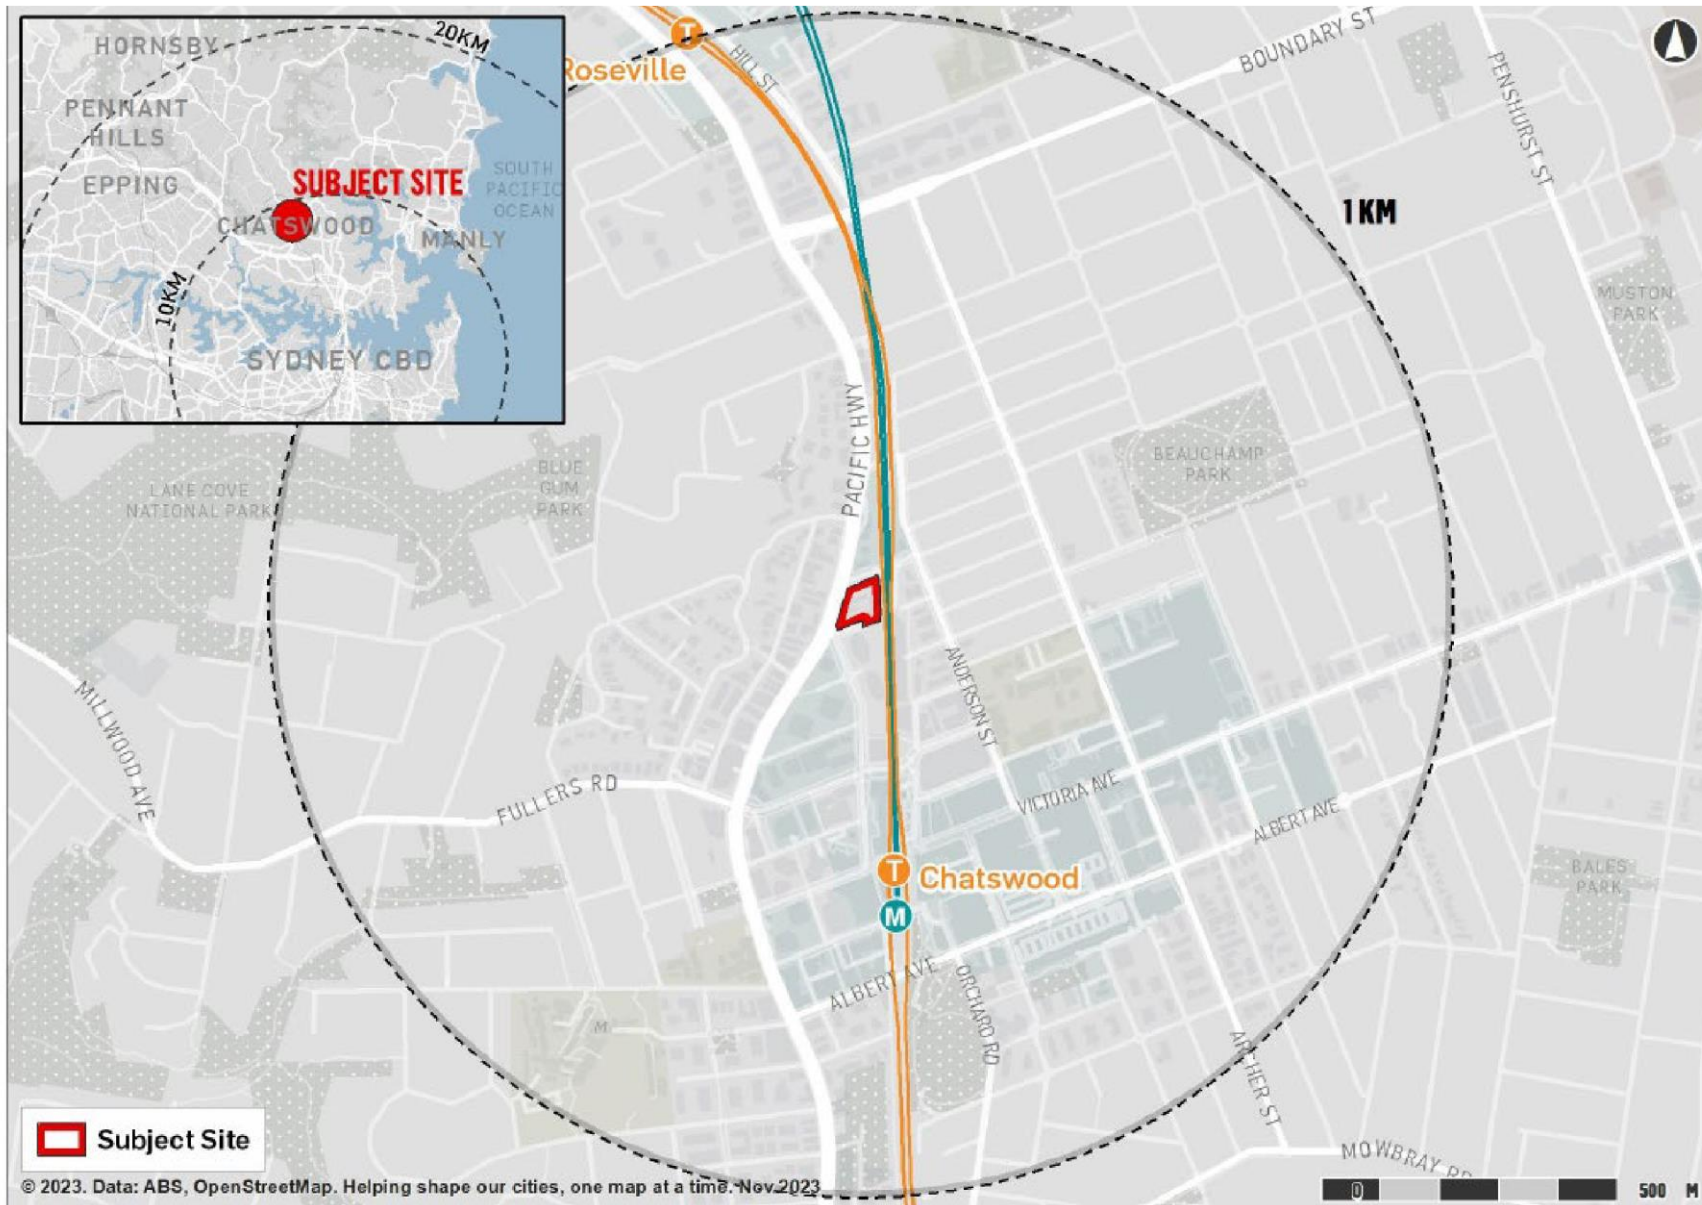 HORNSBY
20KM
PENNANT
HILLS
EPPING
SUBJECT SITE
SOUTH
PACIFIC
OCEAN
CHATSWOOD
MANLY
10KM
SYDNEY CBD
T
Roseville
HILL ST
BOUNDARY ST
PENSHURST ST
1 KM
MUSTON
PARK
PACIFIC HWY
BEAUCHAMP
PARK
LANE COVE
NATIONAL PARK
BLUE
GUM
PARK
ANDERSON ST
MILLWOOD AVE
FULLERS RD
VICTORIA AVE
ALBERT AVE
T
Chatswood
M
BALES
PARK
ALBERT AVE
ORCHARD RD
M
ARCHER ST
MOWBRAY RD
Subject Site
© 2023. Data: ABS, OpenStreetMap. Helping shape our cities, one map at a time. Nov 2023
0
500 M